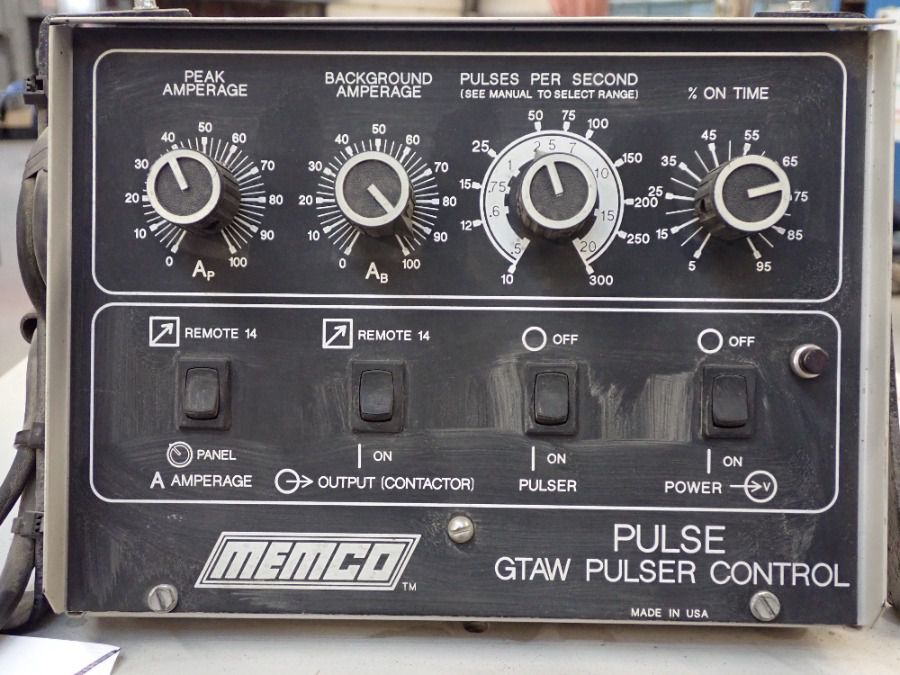 PEAK
AMPERAGE
0 10 20 30 40 50 60 70 80 90 100
AP
BACKGROUND
AMPERAGE
0 10 20 30 40 50 60 70 80 90 100
AB
PULSES PER SECOND
(SEE MANUAL TO SELECT RANGE)
10 12 15 25 50 75 100 150 200 250 300
.5 .6 .75 1 2 5 7 10 15 20
% ON TIME
5 15 25 35 45 55 65 75 85 95
REMOTE 14
PANEL
A AMPERAGE
REMOTE 14
ON
OUTPUT (CONTACTOR)
OFF
ON
PULSER
OFF
ON
POWER V
MEMCO TM
PULSE
GTAW PULSER CONTROL
MADE IN USA